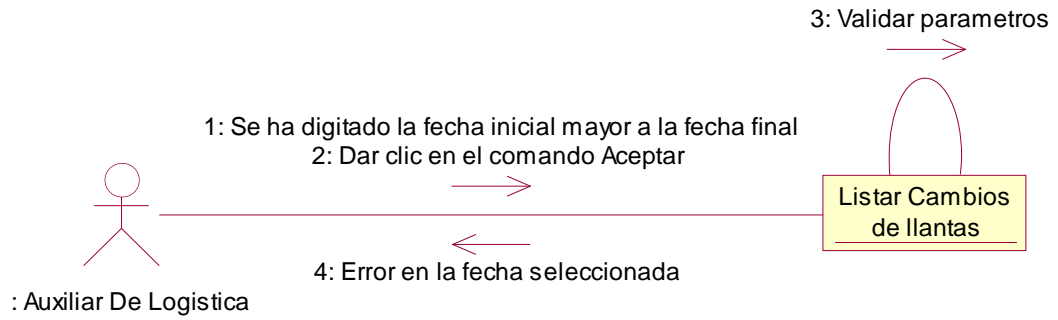 3: Validar parametros
1: Se ha digitado la fecha inicial mayor a la fecha final
2: Dar clic en el comando Aceptar
Listar Cambios
de llantas
4: Error en la fecha seleccionada
: Auxiliar De Logistica